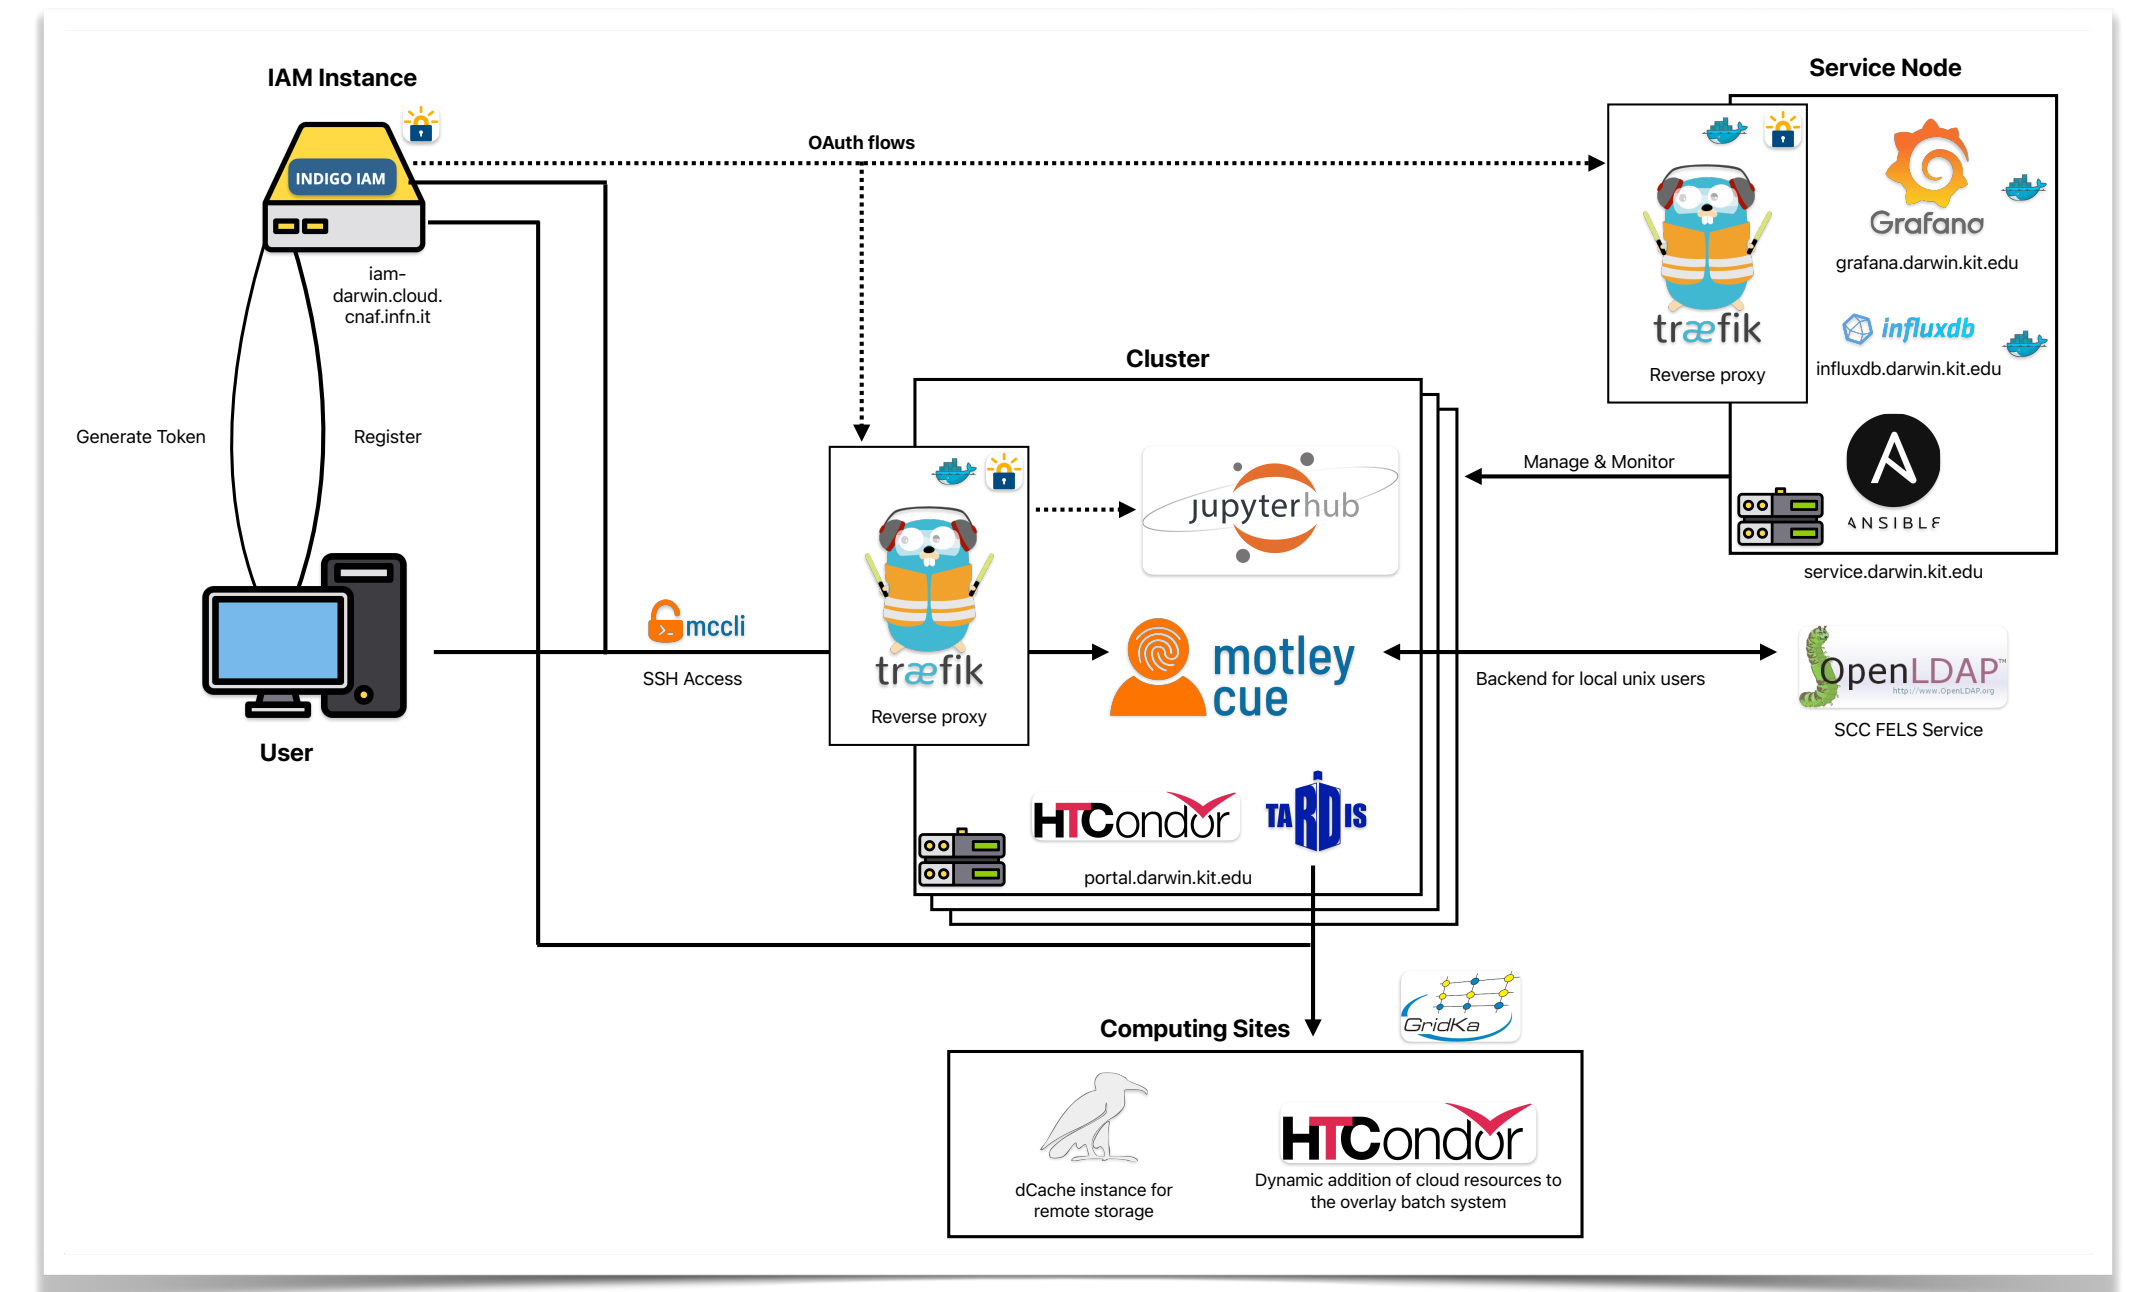 IAM Instance
INDIGO IAM
iam-
darwin.cloud.
cnaf.infn.it
Generate Token
Register
User
OAuth flows
mccli
SSH Access
Cluster
træfik
Reverse proxy
jupyterhub
motley
cue
HTCondor
TARDIS
portal.darwin.kit.edu
Service Node
træfik
Reverse proxy
Grafana
grafana.darwin.kit.edu
influxdb
influxdb.darwin.kit.edu
ANSIBLE
service.darwin.kit.edu
Manage & Monitor
Backend for local unix users
OpenLDAP™
http://www.OpenLDAP.org
SCC FELS Service
Computing Sites
GridKa
dCache instance for
remote storage
HTCondor
Dynamic addition of cloud resources to
the overlay batch system